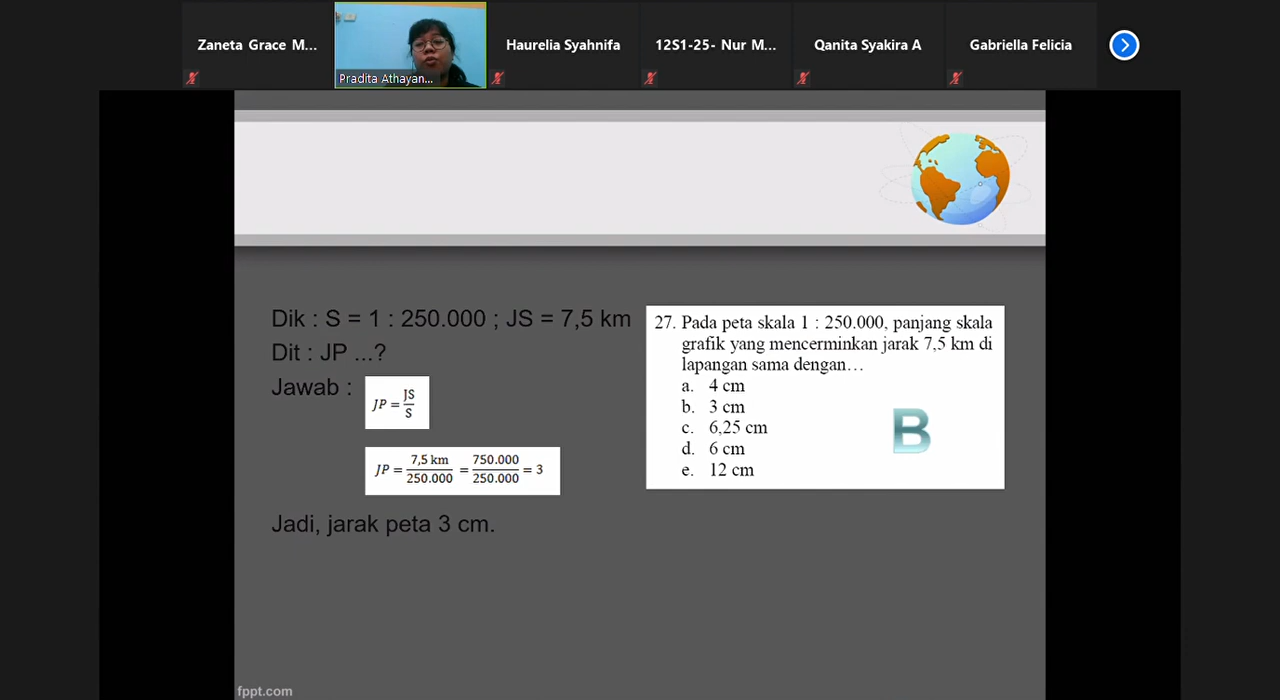 Zaneta Grace M...
Pradita Athayan...
Haurelia Syahnifa
12S1-25- Nur M...
Qanita Syakira A
Gabriella Felicia
Dik : S = 1 : 250.000 ; JS = 7,5 km
Dit : JP ...?
Jawab :
JP = JS/S
JP = 7,5 km/250.000 = 750.000/250.000 = 3
Jadi, jarak peta 3 cm.
27. Pada peta skala 1 : 250.000, panjang skala
grafik yang mencerminkan jarak 7,5 km di
lapangan sama dengan…
a. 4 cm
b. 3 cm
c. 6,25 cm
d. 6 cm
e. 12 cm
B
fppt.com